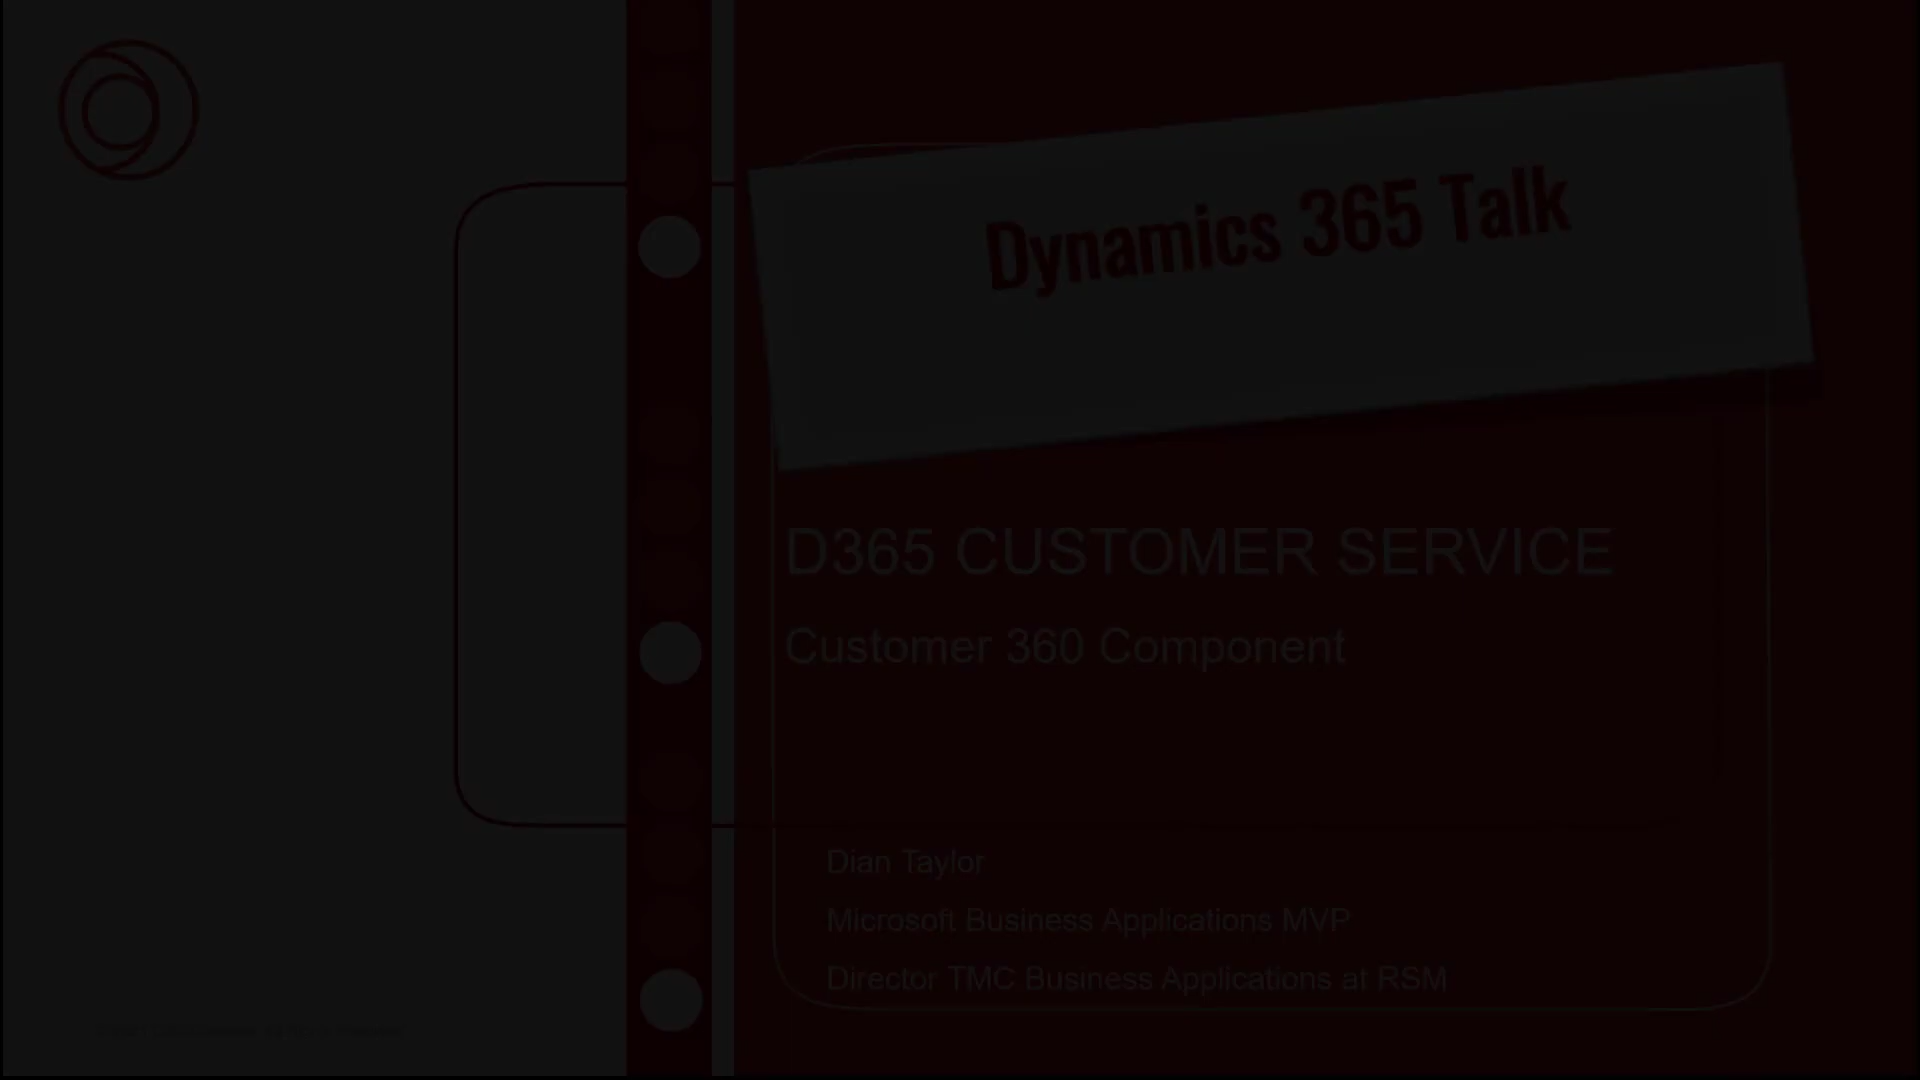 Dynamics 365 Talk
D365 CUSTOMER SERVICE
Customer 360 Component
Dian Taylor
Microsoft Business Applications MVP
Director TMC Business Applications at RSM